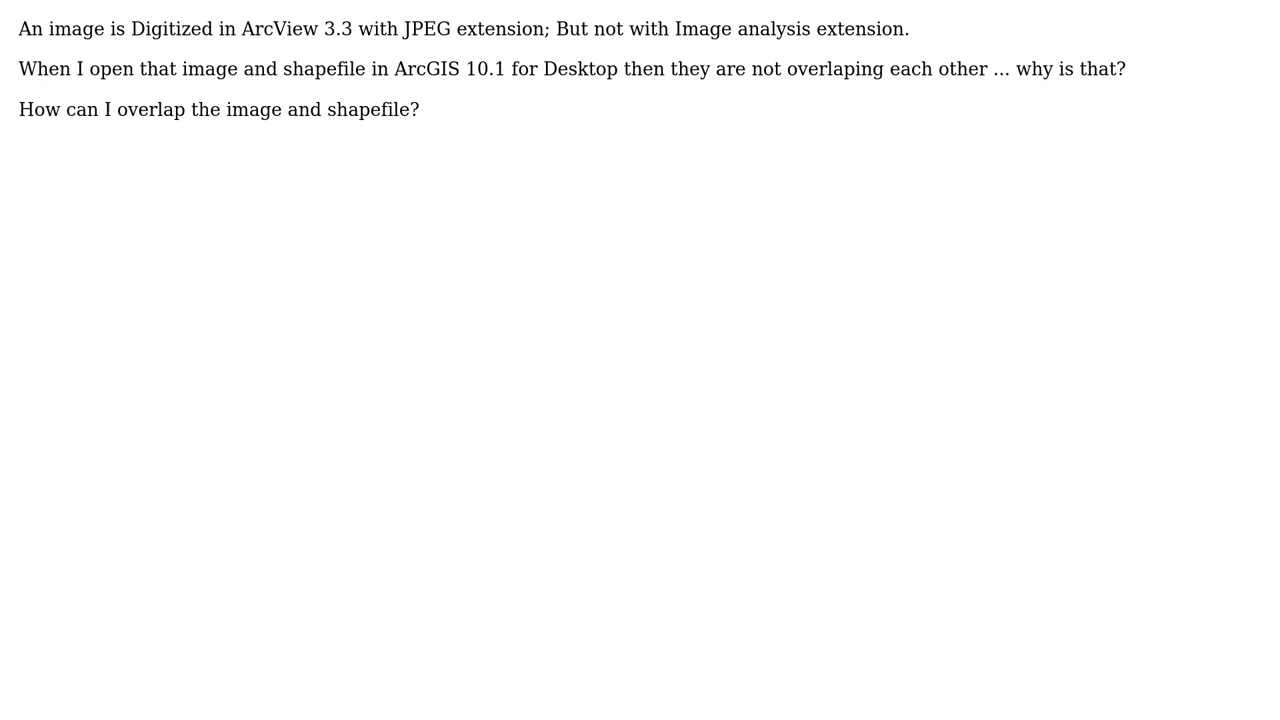 An image is Digitized in ArcView 3.3 with JPEG extension; But not with Image analysis extension.
When I open that image and shapefile in ArcGIS 10.1 for Desktop then they are not overlaping each other ... why is that?
How can I overlap the image and shapefile?